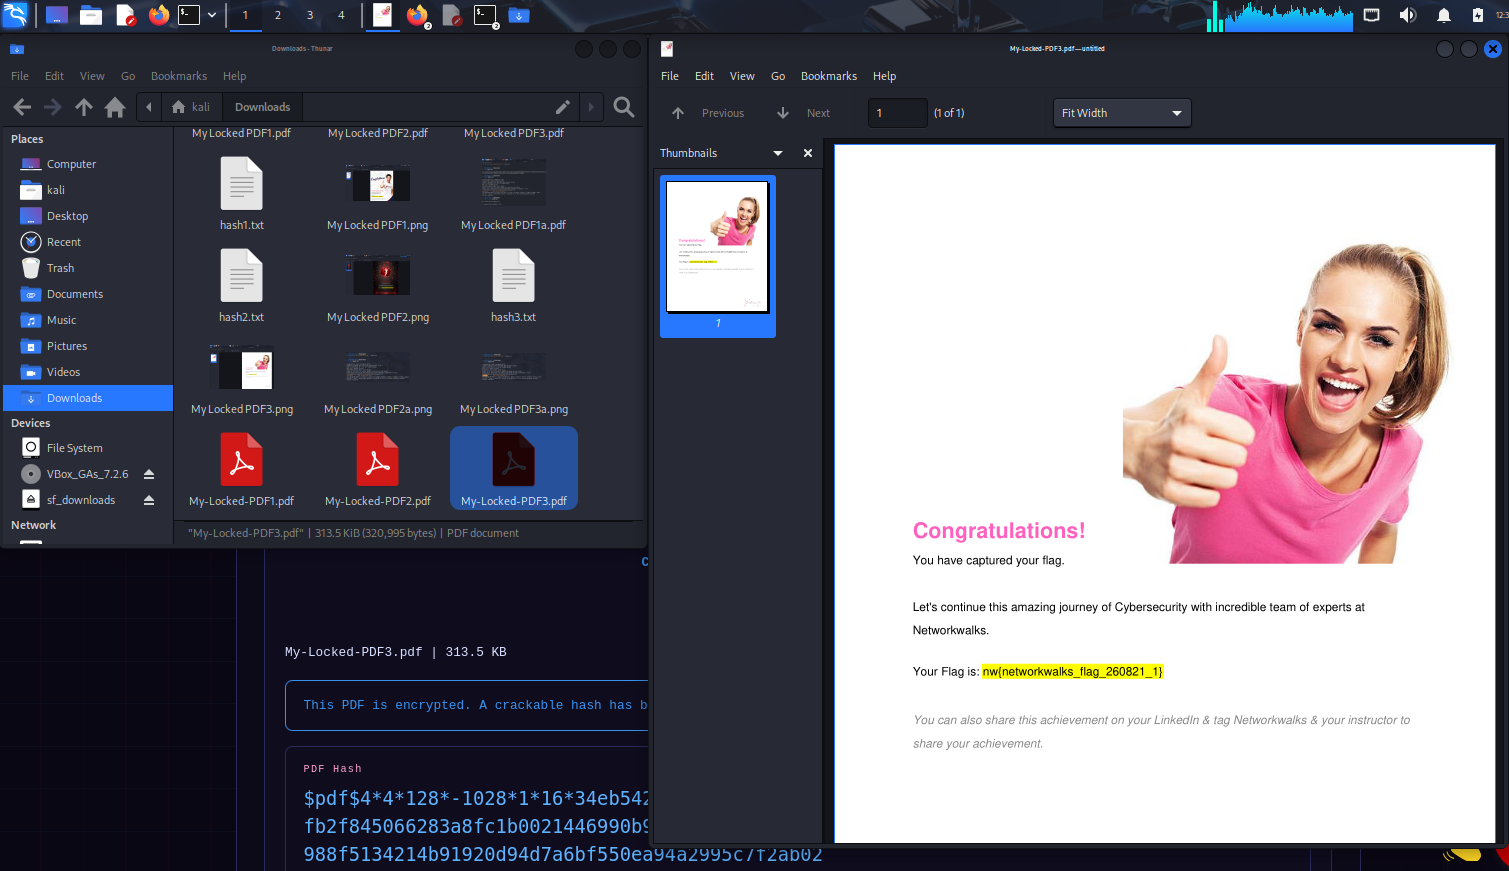 1
2
3
4
2
2
12:3
Downloads - Thunar
File Edit View Go Bookmarks Help
kali
Downloads
Places
Computer
kali
Desktop
Recent
Trash
Documents
Music
Pictures
Videos
Downloads
Devices
File System
VBox_GAs_7.2.6
sf_downloads
Network
My Locked PDF1.pdf
My Locked PDF2.pdf
My Locked PDF3.pdf
hash1.txt
My Locked PDF1.png
My Locked PDF1a.pdf
hash2.txt
My Locked PDF2.png
hash3.txt
My Locked PDF3.png
My Locked PDF2a.png
My Locked PDF3a.png
My-Locked-PDF1.pdf
My-Locked-PDF2.pdf
My-Locked-PDF3.pdf
"My-Locked-PDF3.pdf" | 313.5 KiB (320,995 bytes) | PDF document
C
My-Locked-PDF3.pdf | 313.5 KB
This PDF is encrypted. A crackable hash has b
PDF Hash
$pdf$4*4*128*-1028*1*16*34eb542
fb2f845066283a8fc1b0021446990b9
988f5134214b91920d94d7a6bf550ea94a2995c7f2ab02
My-Locked-PDF3.pdf—untitled
File Edit View Go Bookmarks Help
Previous
Next
1
(1 of 1)
Fit Width
Thumbnails
1
Congratulations!
You have captured your flag.
Let's continue this amazing journey of Cybersecurity with incredible team of experts at
Networkwalks.
Your Flag is: nw{networkwalks_flag_260821_1}
You can also share this achievement on your LinkedIn & tag Networkwalks & your instructor to
share your achievement.